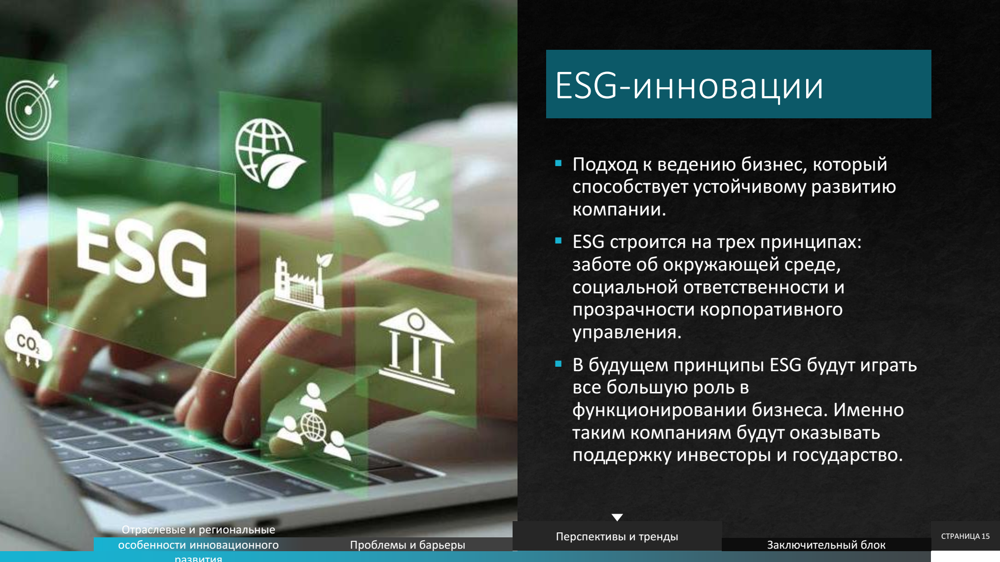 ESG
CO₂
ESG-инновации
Подход к ведению бизнес, который
способствует устойчивому развитию
компании.
ESG строится на трех принципах:
заботе об окружающей среде,
социальной ответственности и
прозрачности корпоративного
управления.
В будущем принципы ESG будут играть
все большую роль в
функционировании бизнеса. Именно
таким компаниям будут оказывать
поддержку инвесторы и государство.
Отраслевые и региональные
особенности инновационного
развития
Проблемы и барьеры
Перспективы и тренды
Заключительный блок
СТРАНИЦА 15